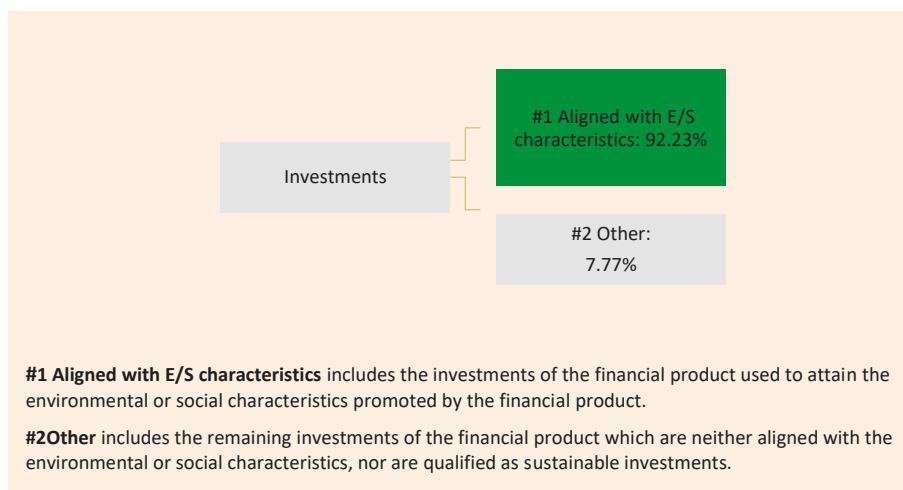 #1 Aligned with E/S
characteristics: 92.23%
Investments
#2 Other:
7.77%
#1 Aligned with E/S characteristics includes the investments of the financial product used to attain the
environmental or social characteristics promoted by the financial product.
#2Other includes the remaining investments of the financial product which are neither aligned with the
environmental or social characteristics, nor are qualified as sustainable investments.